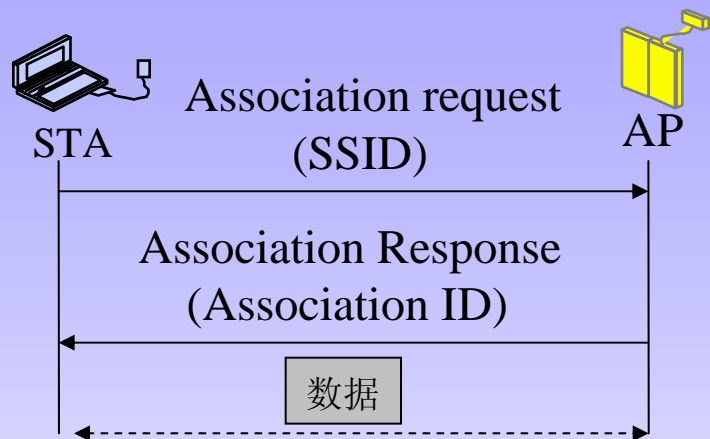 STA
AP
Association request
(SSID)
Association Response
(Association ID)
数据